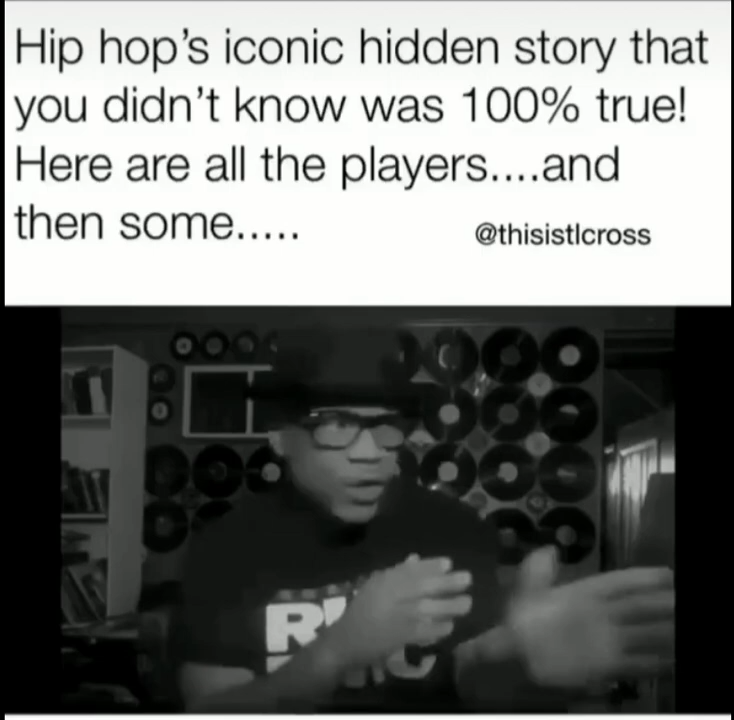 Hip hop's iconic hidden story that
you didn't know was 100% true!
Here are all the players....and
then some.....
@thisistlcross
R